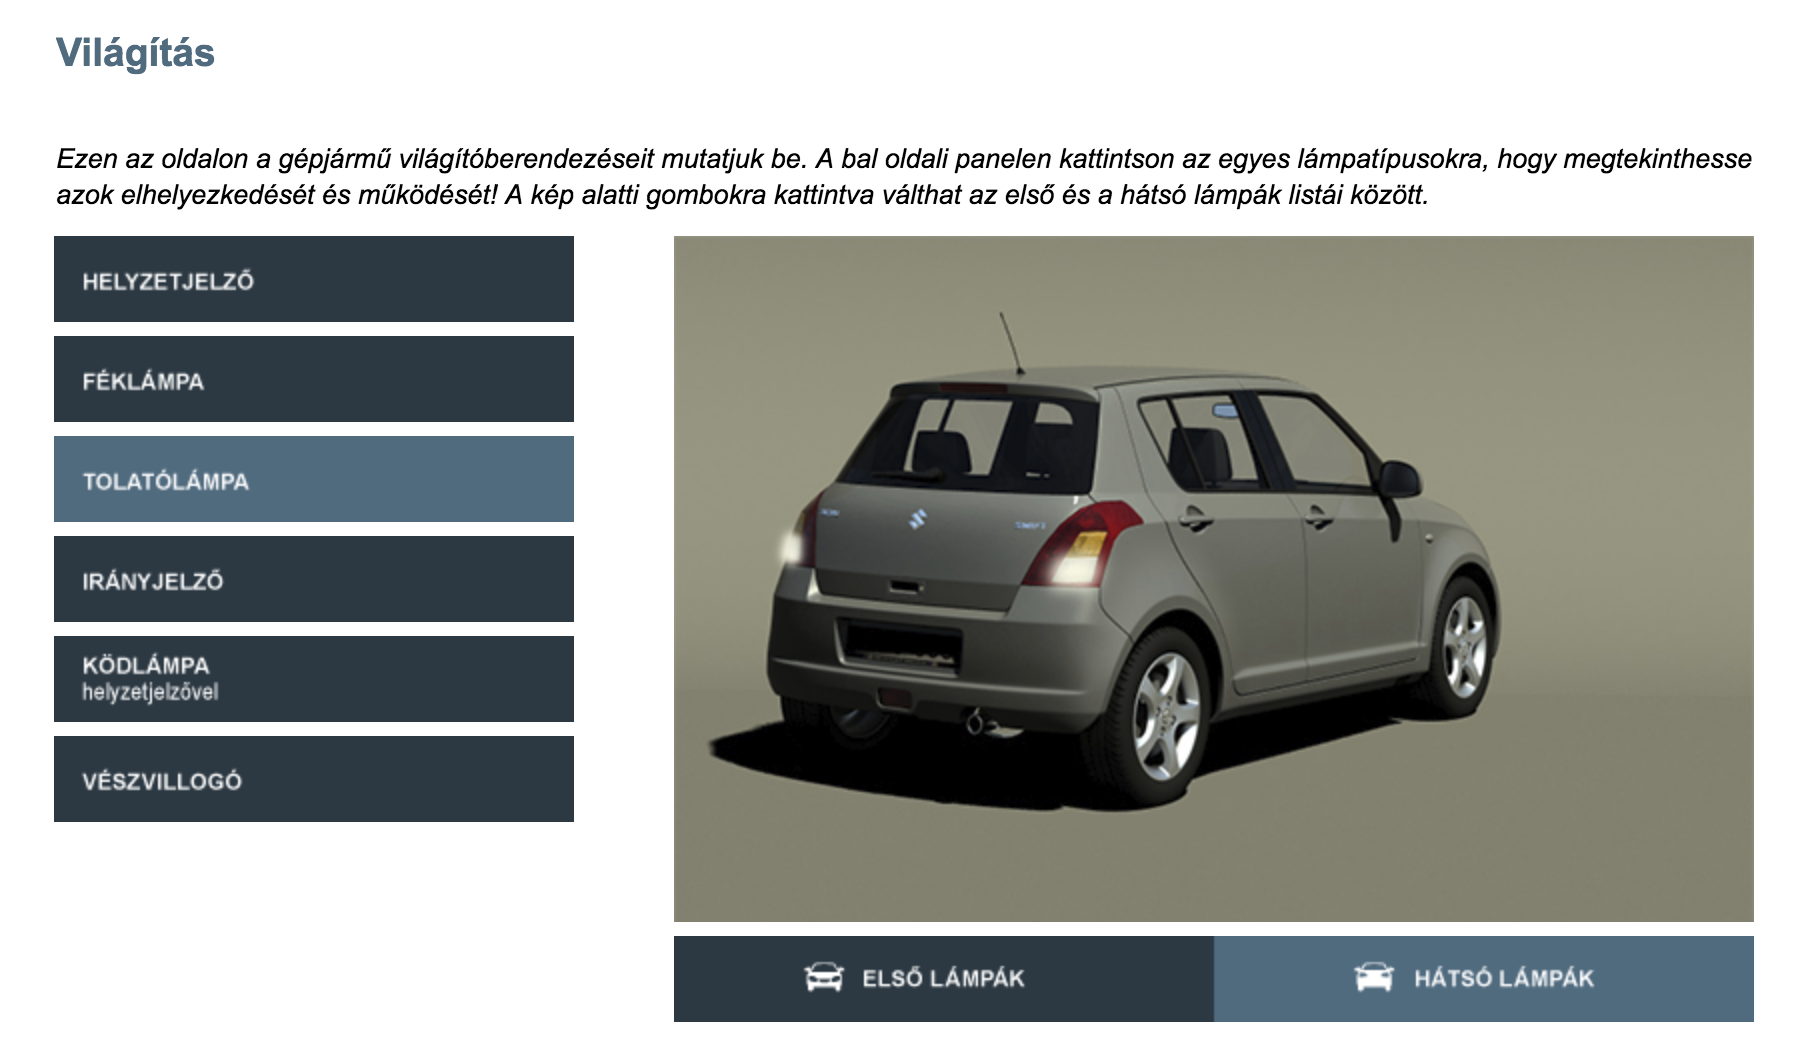 Világítás
Ezen az oldalon a gépjármű világítóberendezéseit mutatjuk be. A bal oldali panelen kattintson az egyes lámpatípusokra, hogy megtekinthesse
azok elhelyezkedését és működését! A kép alatti gombokra kattintva válthat az első és a hátsó lámpák listái között.
HELYZETJELZŐ
FÉKLÁMPA
TOLATÓLÁMPA
IRÁNYJELZŐ
KÖDLÁMPA
helyzetjelzővel
VÉSZVILLOGÓ
SWIFT
ELSŐ LÁMPÁK
HÁTSÓ LÁMPÁK